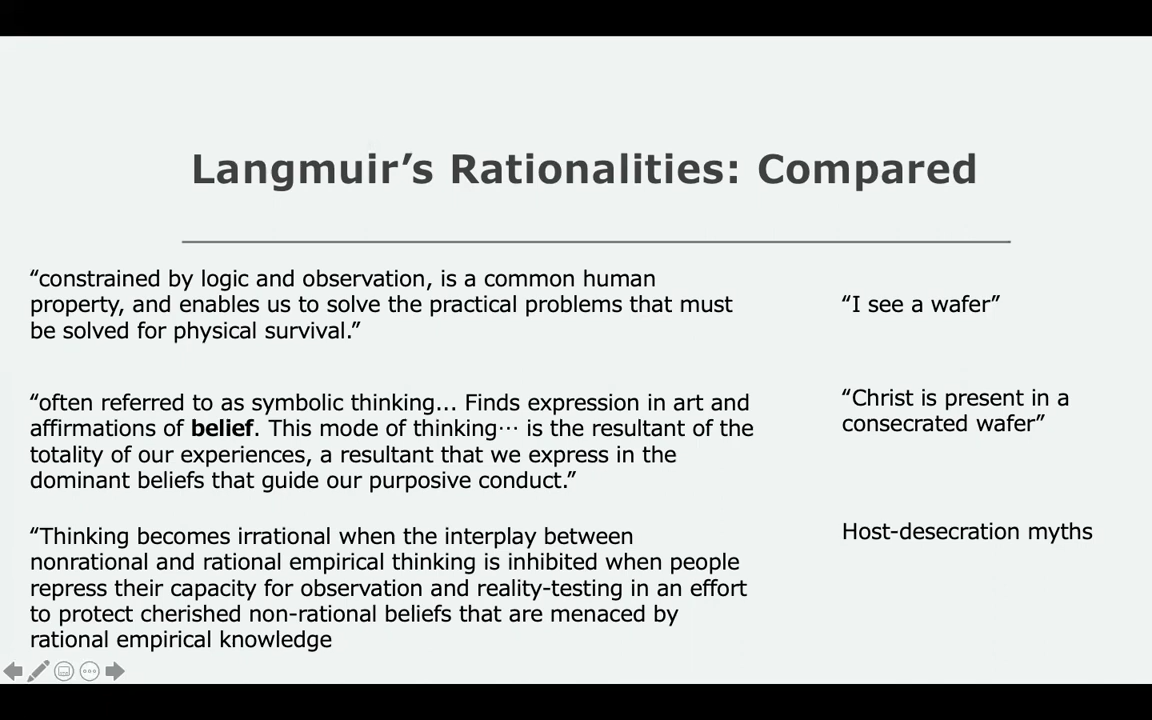 Langmuir’s Rationalities: Compared
“constrained by logic and observation, is a common human
property, and enables us to solve the practical problems that must
be solved for physical survival.”
“I see a wafer”
“often referred to as symbolic thinking... Finds expression in art and
affirmations of belief. This mode of thinking⋯ is the resultant of the
totality of our experiences, a resultant that we express in the
dominant beliefs that guide our purposive conduct.”
“Christ is present in a
consecrated wafer”
“Thinking becomes irrational when the interplay between
nonrational and rational empirical thinking is inhibited when people
repress their capacity for observation and reality-testing in an effort
to protect cherished non-rational beliefs that are menaced by
rational empirical knowledge
Host-desecration myths